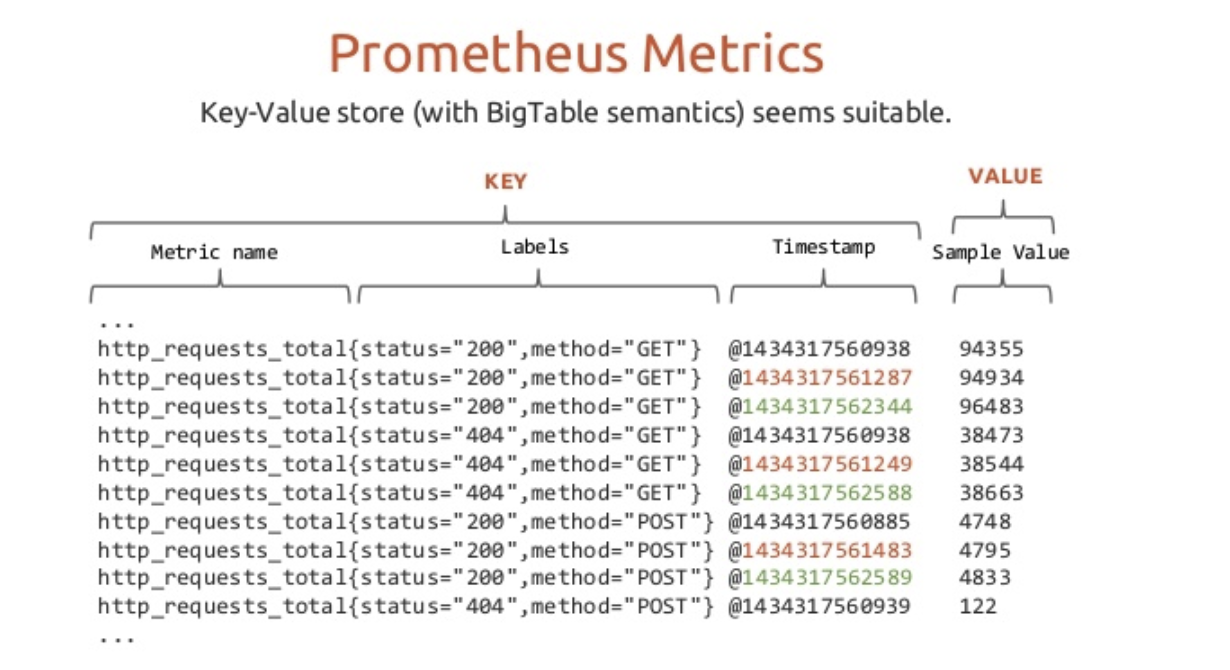 Prometheus Metrics
Key-Value store (with BigTable semantics) seems suitable.
KEY VALUE
Metric name Labels Timestamp Sample Value
...
http_requests_total{status="200",method="GET"} @1434317560938 94355
http_requests_total{status="200",method="GET"} @1434317561287 94934
http_requests_total{status="200",method="GET"} @1434317562344 96483
http_requests_total{status="404",method="GET"} @1434317560938 38473
http_requests_total{status="404",method="GET"} @1434317561249 38544
http_requests_total{status="404",method="GET"} @1434317562588 38663
http_requests_total{status="200",method="POST"} @1434317560885 4748
http_requests_total{status="200",method="POST"} @1434317561483 4795
http_requests_total{status="200",method="POST"} @1434317562589 4833
http_requests_total{status="404",method="POST"} @1434317560939 122
...